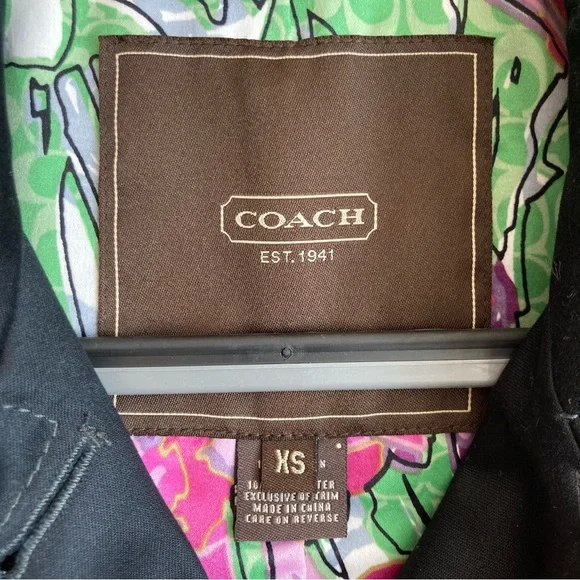 COACH
EST. 1941
XS
EXCLUSIVE OF TRIM
MADE IN CHINA
CARE ON REVERSE